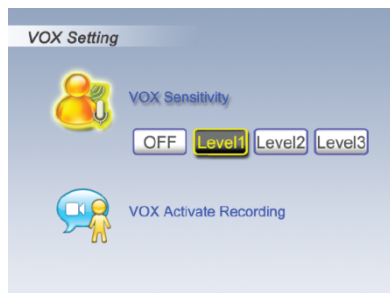 VOX Setting
VOX Sensitivity
OFF Level1 Level2 Level3
VOX Activate Recording